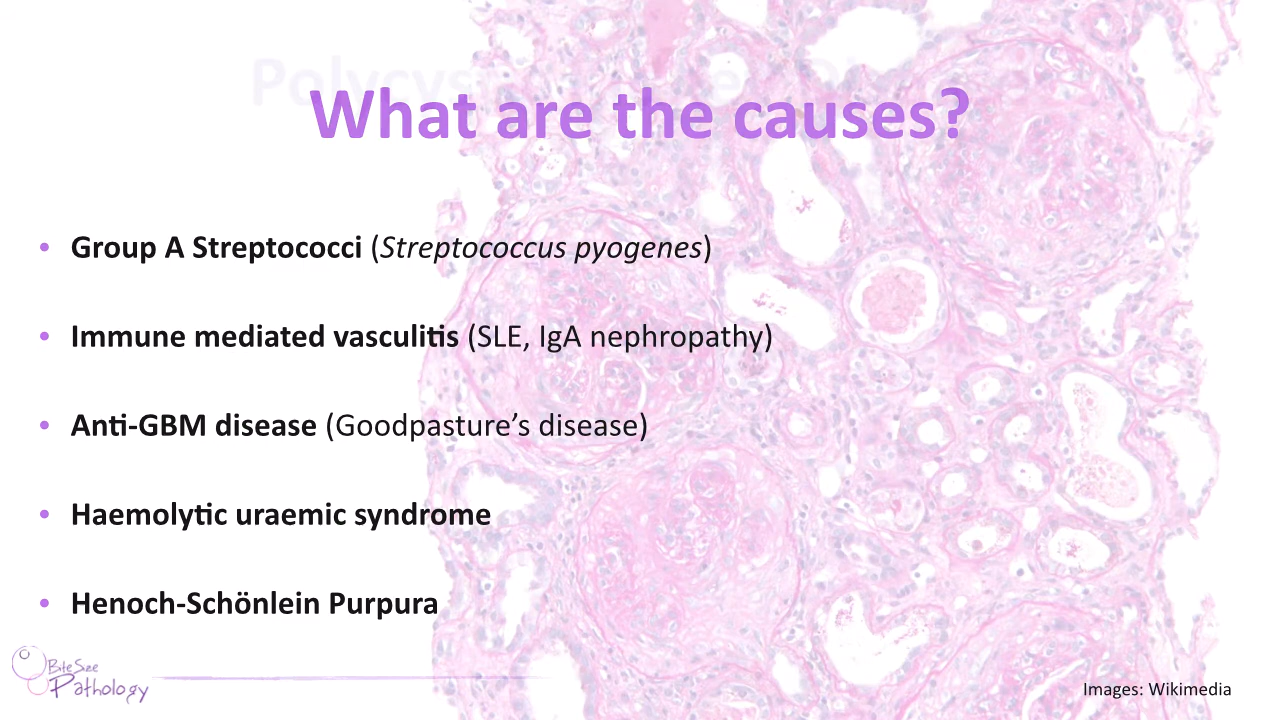 What are the causes?
• Group A Streptococci (Streptococcus pyogenes)
• Immune mediated vasculitis (SLE, IgA nephropathy)
• Anti-GBM disease (Goodpasture’s disease)
• Haemolytic uraemic syndrome
• Henoch-Schönlein Purpura
BiteSize
Pathology
Images: Wikimedia